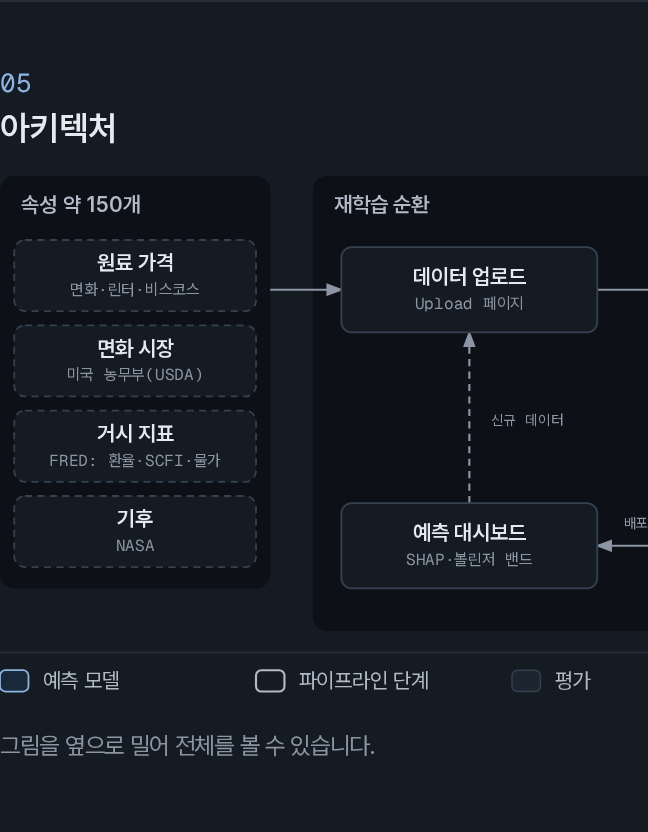 05
아키텍처
속성 약 150개
원료 가격
면화·린터·비스코스
면화 시장
미국 농무부(USDA)
거시 지표
FRED: 환율·SCFI·물가
기후
NASA
재학습 순환
데이터 업로드
Upload 페이지
신규 데이터
배포
예측 대시보드
SHAP·볼린저 밴드
예측 모델
파이프라인 단계
평가
그림을 옆으로 밀어 전체를 볼 수 있습니다.